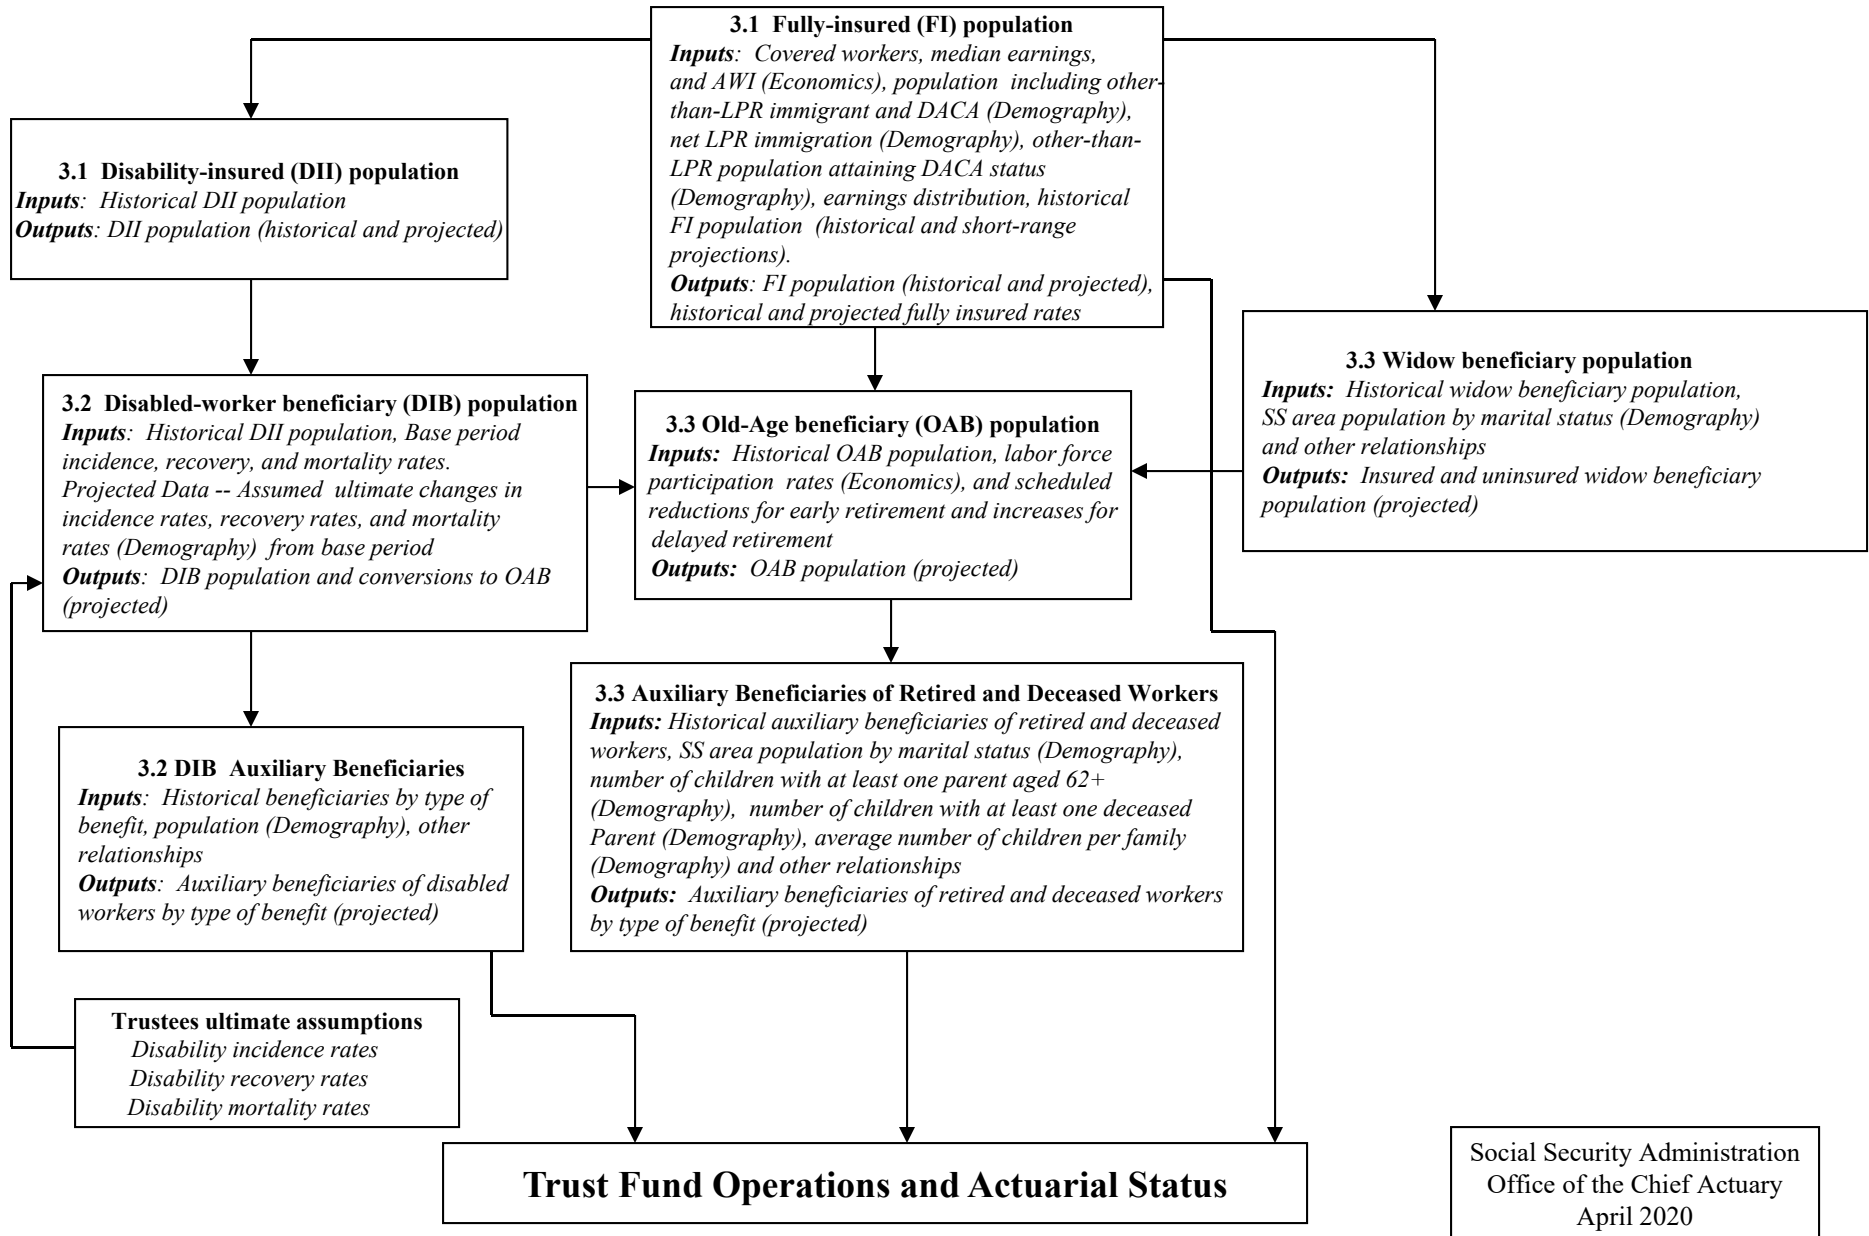 3.1 Fully-insured (FI) population
Inputs: Covered workers, median earnings,
and AWI (Economics), population including other-
than-LPR immigrant and DACA (Demography),
net LPR immigration (Demography), other-than-
LPR population attaining DACA status
(Demography), earnings distribution, historical
FI population (historical and short-range
projections).
Outputs: FI population (historical and projected),
historical and projected fully insured rates
3.1 Disability-insured (DII) population
Inputs: Historical DII population
Outputs: DII population (historical and projected)
3.2 Disabled-worker beneficiary (DIB) population
Inputs: Historical DII population, Base period
incidence, recovery, and mortality rates.
Projected Data -- Assumed ultimate changes in
incidence rates, recovery rates, and mortality
rates (Demography) from base period
Outputs: DIB population and conversions to OAB
(projected)
3.3 Old-Age beneficiary (OAB) population
Inputs: Historical OAB population, labor force
participation rates (Economics), and scheduled
reductions for early retirement and increases for
delayed retirement
Outputs: OAB population (projected)
3.3 Widow beneficiary population
Inputs: Historical widow beneficiary population,
SS area population by marital status (Demography)
and other relationships
Outputs: Insured and uninsured widow beneficiary
population (projected)
3.2 DIB Auxiliary Beneficiaries
Inputs: Historical beneficiaries by type of
benefit, population (Demography), other
relationships
Outputs: Auxiliary beneficiaries of disabled
workers by type of benefit (projected)
3.3 Auxiliary Beneficiaries of Retired and Deceased Workers
Inputs: Historical auxiliary beneficiaries of retired and deceased
workers, SS area population by marital status (Demography),
number of children with at least one parent aged 62+
(Demography), number of children with at least one deceased
Parent (Demography), average number of children per family
(Demography) and other relationships
Outputs: Auxiliary beneficiaries of retired and deceased workers
by type of benefit (projected)
Trustees ultimate assumptions
Disability incidence rates
Disability recovery rates
Disability mortality rates
Trust Fund Operations and Actuarial Status
Social Security Administration
Office of the Chief Actuary
April 2020